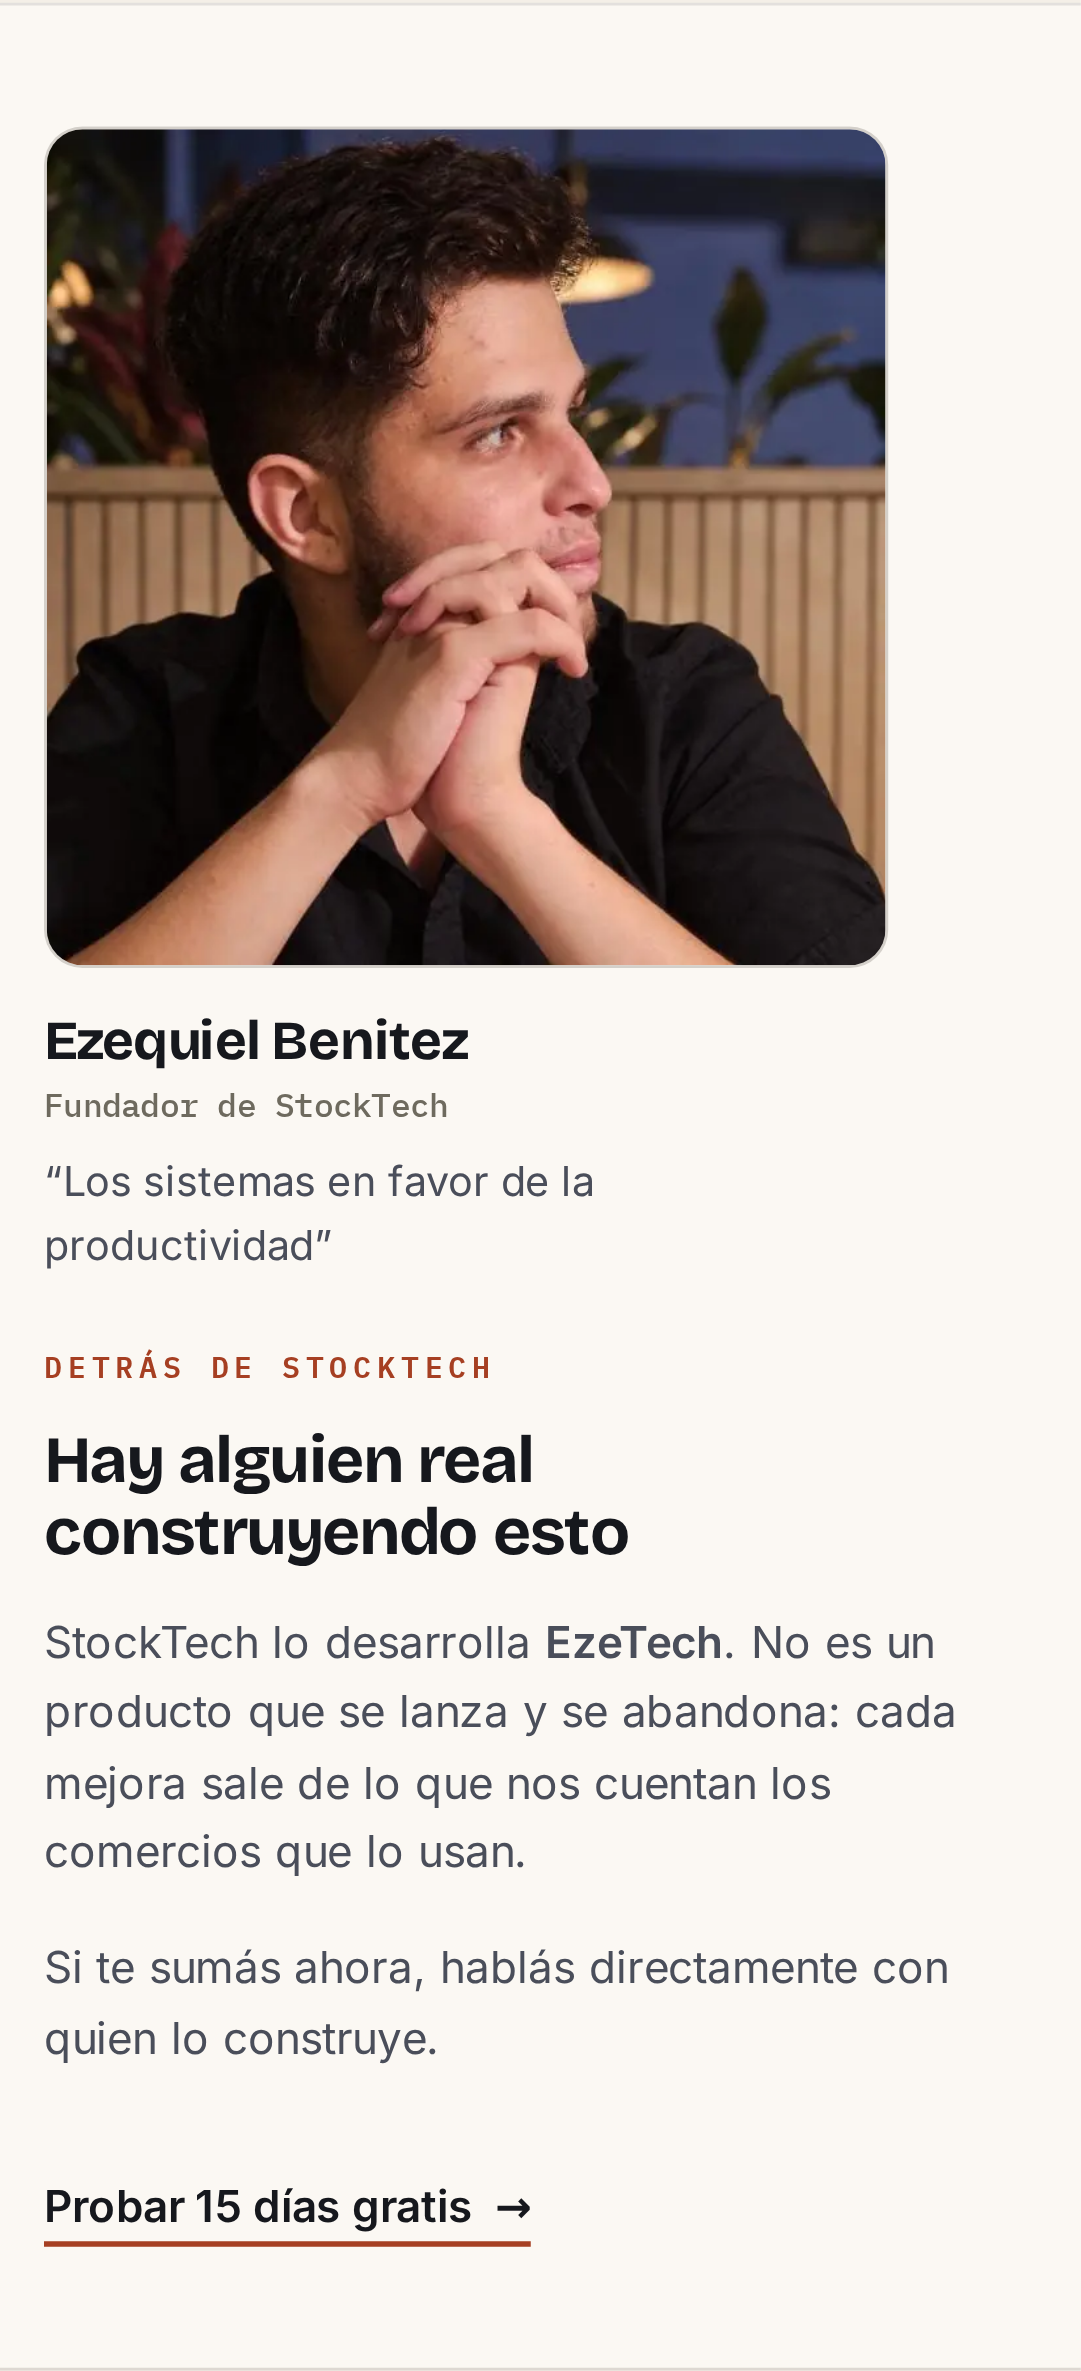 Ezequiel Benitez
Fundador de StockTech
“Los sistemas en favor de la
productividad”
DETRÁS DE STOCKTECH
Hay alguien real
construyendo esto
StockTech lo desarrolla EzeTech. No es un
producto que se lanza y se abandona: cada
mejora sale de lo que nos cuentan los
comercios que lo usan.
Si te sumás ahora, hablás directamente con
quien lo construye.
Probar 15 días gratis →